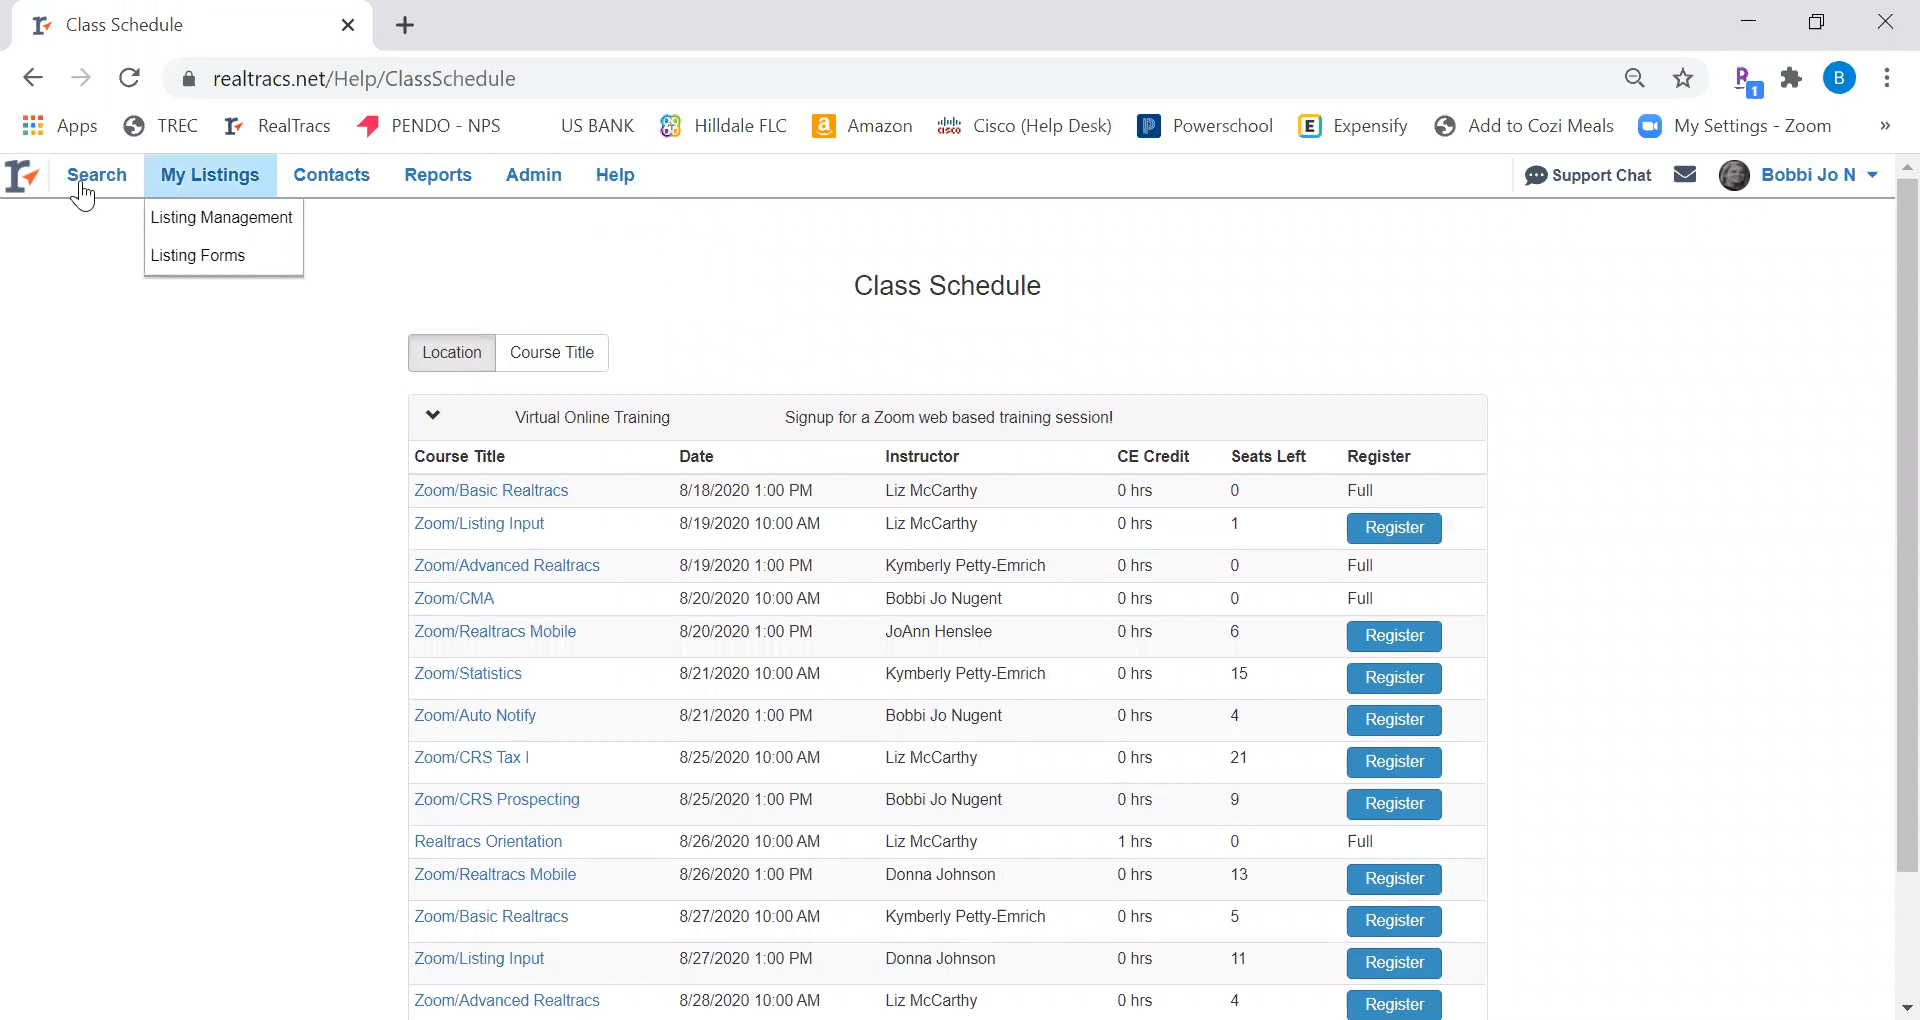 Class Schedule
realtracs.net/Help/ClassSchedule
1 B
Apps TREC RealTracs PENDO - NPS US BANK Hilldale FLC Amazon Cisco (Help Desk) Powerschool Expensify Add to Cozi Meals My Settings - Zoom »
Search My Listings Contacts Reports Admin Help Support Chat Bobbi Jo N
Listing Management
Listing Forms
Class Schedule
Location Course Title
Virtual Online Training Signup for a Zoom web based training session!
Course Title Date Instructor CE Credit Seats Left Register
Zoom/Basic Realtracs 8/18/2020 1:00 PM Liz McCarthy 0 hrs 0 Full
Zoom/Listing Input 8/19/2020 10:00 AM Liz McCarthy 0 hrs 1 Register
Zoom/Advanced Realtracs 8/19/2020 1:00 PM Kymberly Petty-Emrich 0 hrs 0 Full
Zoom/CMA 8/20/2020 10:00 AM Bobbi Jo Nugent 0 hrs 0 Full
Zoom/Realtracs Mobile 8/20/2020 1:00 PM JoAnn Henslee 0 hrs 6 Register
Zoom/Statistics 8/21/2020 10:00 AM Kymberly Petty-Emrich 0 hrs 15 Register
Zoom/Auto Notify 8/21/2020 1:00 PM Bobbi Jo Nugent 0 hrs 4 Register
Zoom/CRS Tax I 8/25/2020 10:00 AM Liz McCarthy 0 hrs 21 Register
Zoom/CRS Prospecting 8/25/2020 1:00 PM Bobbi Jo Nugent 0 hrs 9 Register
Realtracs Orientation 8/26/2020 10:00 AM Liz McCarthy 1 hrs 0 Full
Zoom/Realtracs Mobile 8/26/2020 1:00 PM Donna Johnson 0 hrs 13 Register
Zoom/Basic Realtracs 8/27/2020 10:00 AM Kymberly Petty-Emrich 0 hrs 5 Register
Zoom/Listing Input 8/27/2020 1:00 PM Donna Johnson 0 hrs 11 Register
Zoom/Advanced Realtracs 8/28/2020 10:00 AM Liz McCarthy 0 hrs 4 Register